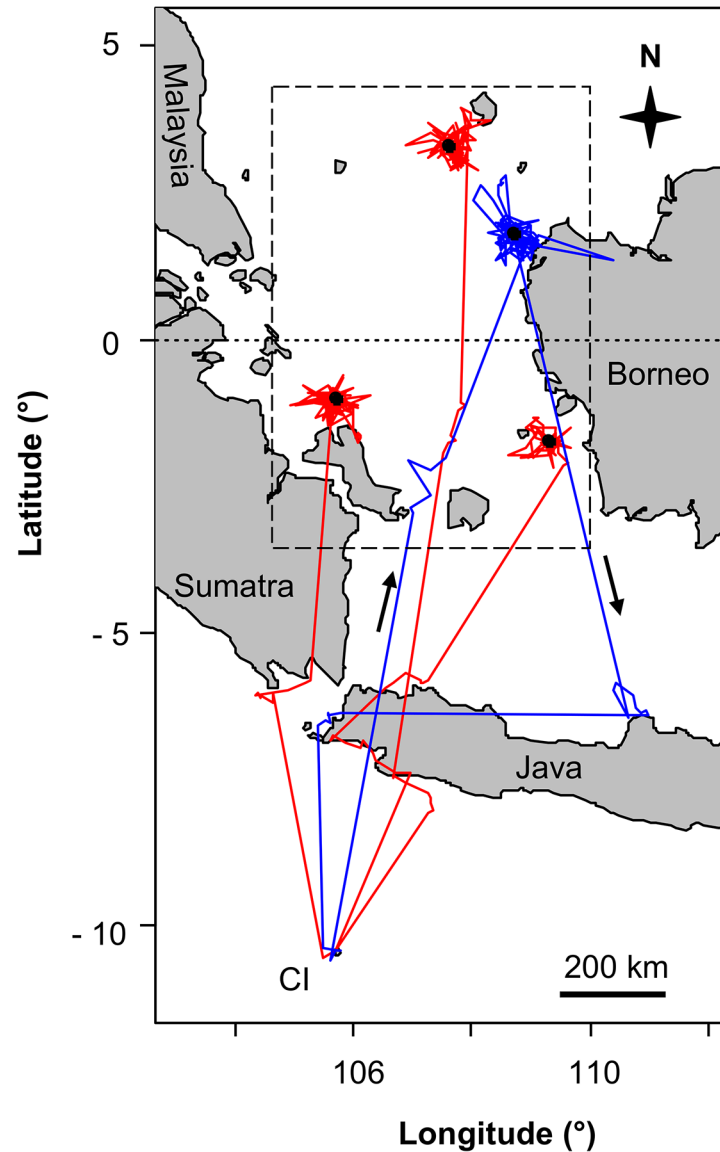 5
N
Malaysia
0
Borneo
Latitude (°)
Sumatra
- 5
Java
- 10
CI
200 km
106
110
Longitude (°)